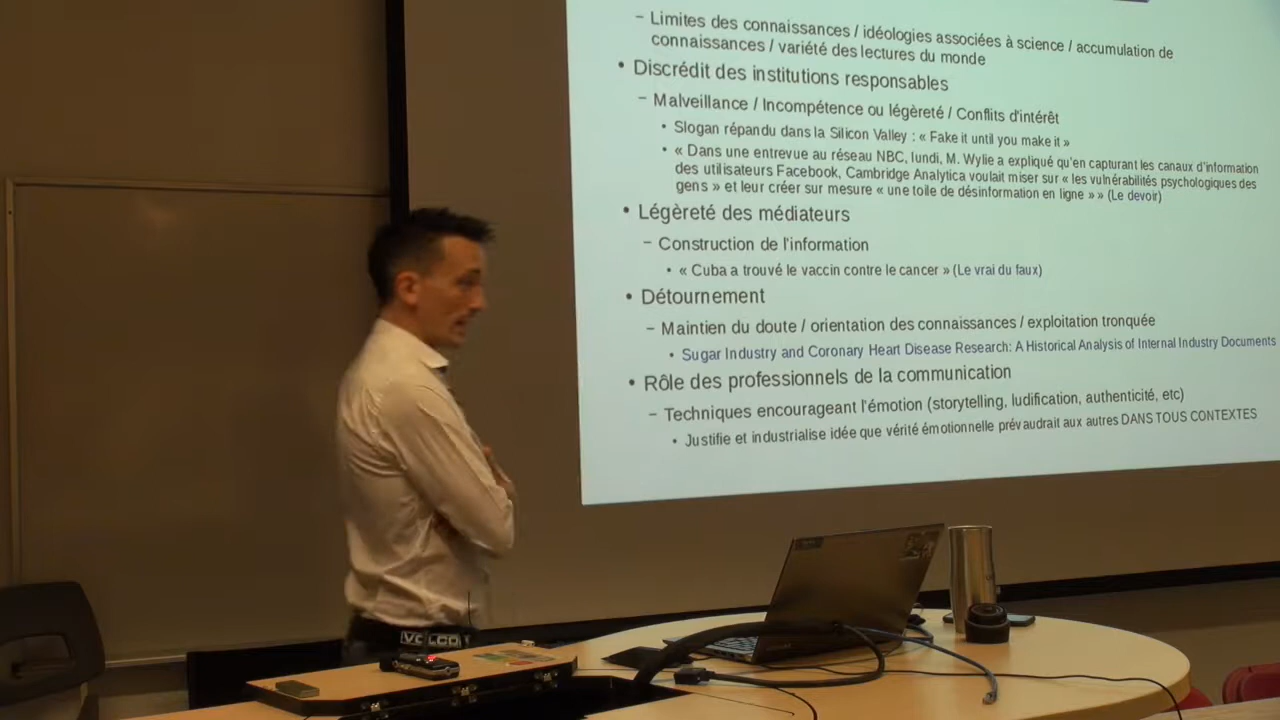 – Limites des connaissances / idéologies associées à science / accumulation de
connaissances / variété des lectures du monde
• Discrédit des institutions responsables
– Malveillance / Incompétence ou légèreté / Conflits d'intérêt
• Slogan répandu dans la Silicon Valley : « Fake it until you make it »
• « Dans une entrevue au réseau NBC, lundi, M. Wylie a expliqué qu'en capturant les canaux d'information
des utilisateurs Facebook, Cambridge Analytica voulait miser sur « les vulnérabilités psychologiques des
gens » et leur créer sur mesure « une toile de désinformation en ligne » » (Le devoir)
• Légèreté des médiateurs
– Construction de l'information
• « Cuba a trouvé le vaccin contre le cancer » (Le vrai du faux)
• Détournement
– Maintien du doute / orientation des connaissances / exploitation tronquée
• Sugar Industry and Coronary Heart Disease Research: A Historical Analysis of Internal Industry Documents
• Rôle des professionnels de la communication
– Techniques encourageant l'émotion (storytelling, ludification, authenticité, etc)
• Justifie et industrialise idée que vérité émotionnelle prévaudrait aux autres DANS TOUS CONTEXTES